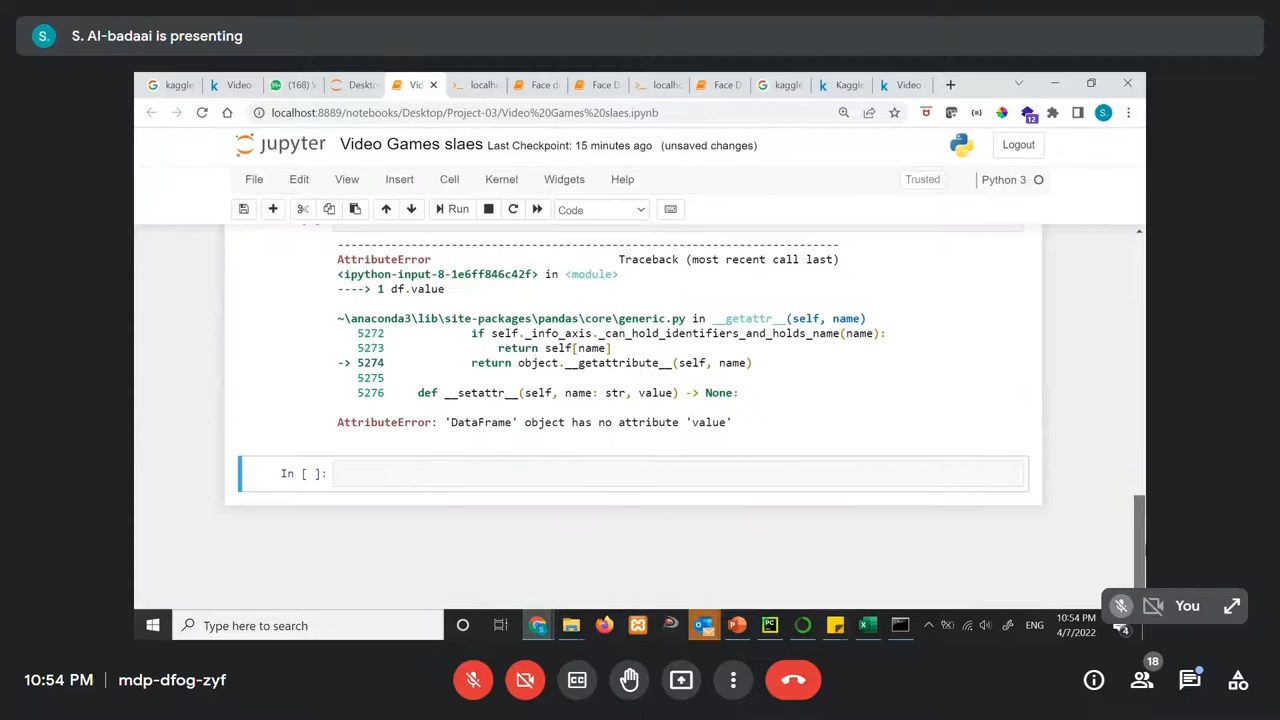 S. S. Al-badaai is presenting
kaggle Video (168) Desktc Vid localho Face di Face D localho Face D kaggle Kaggle Video
localhost:8889/notebooks/Desktop/Project-03/Video%20Games%20slaes.ipynb 12 S.
jupyter Video Games slaes Last Checkpoint: 15 minutes ago (unsaved changes) Logout
File Edit View Insert Cell Kernel Widgets Help Trusted Python 3
Run Code
---------------------------------------------------------------------------
AttributeError Traceback (most recent call last)
<ipython-input-8-1e6ff846c42f> in <module>
----> 1 df.value
~\anaconda3\lib\site-packages\pandas\core\generic.py in __getattr__(self, name)
5272 if self._info_axis._can_hold_identifiers_and_holds_name(name):
5273 return self[name]
-> 5274 return object.__getattribute__(self, name)
5275
5276 def __setattr__(self, name: str, value) -> None:
AttributeError: 'DataFrame' object has no attribute 'value'
In [ ]:
You
Type here to search ENG 10:54 PM
4/7/2022 4
10:54 PM mdp-dfog-zyf 18